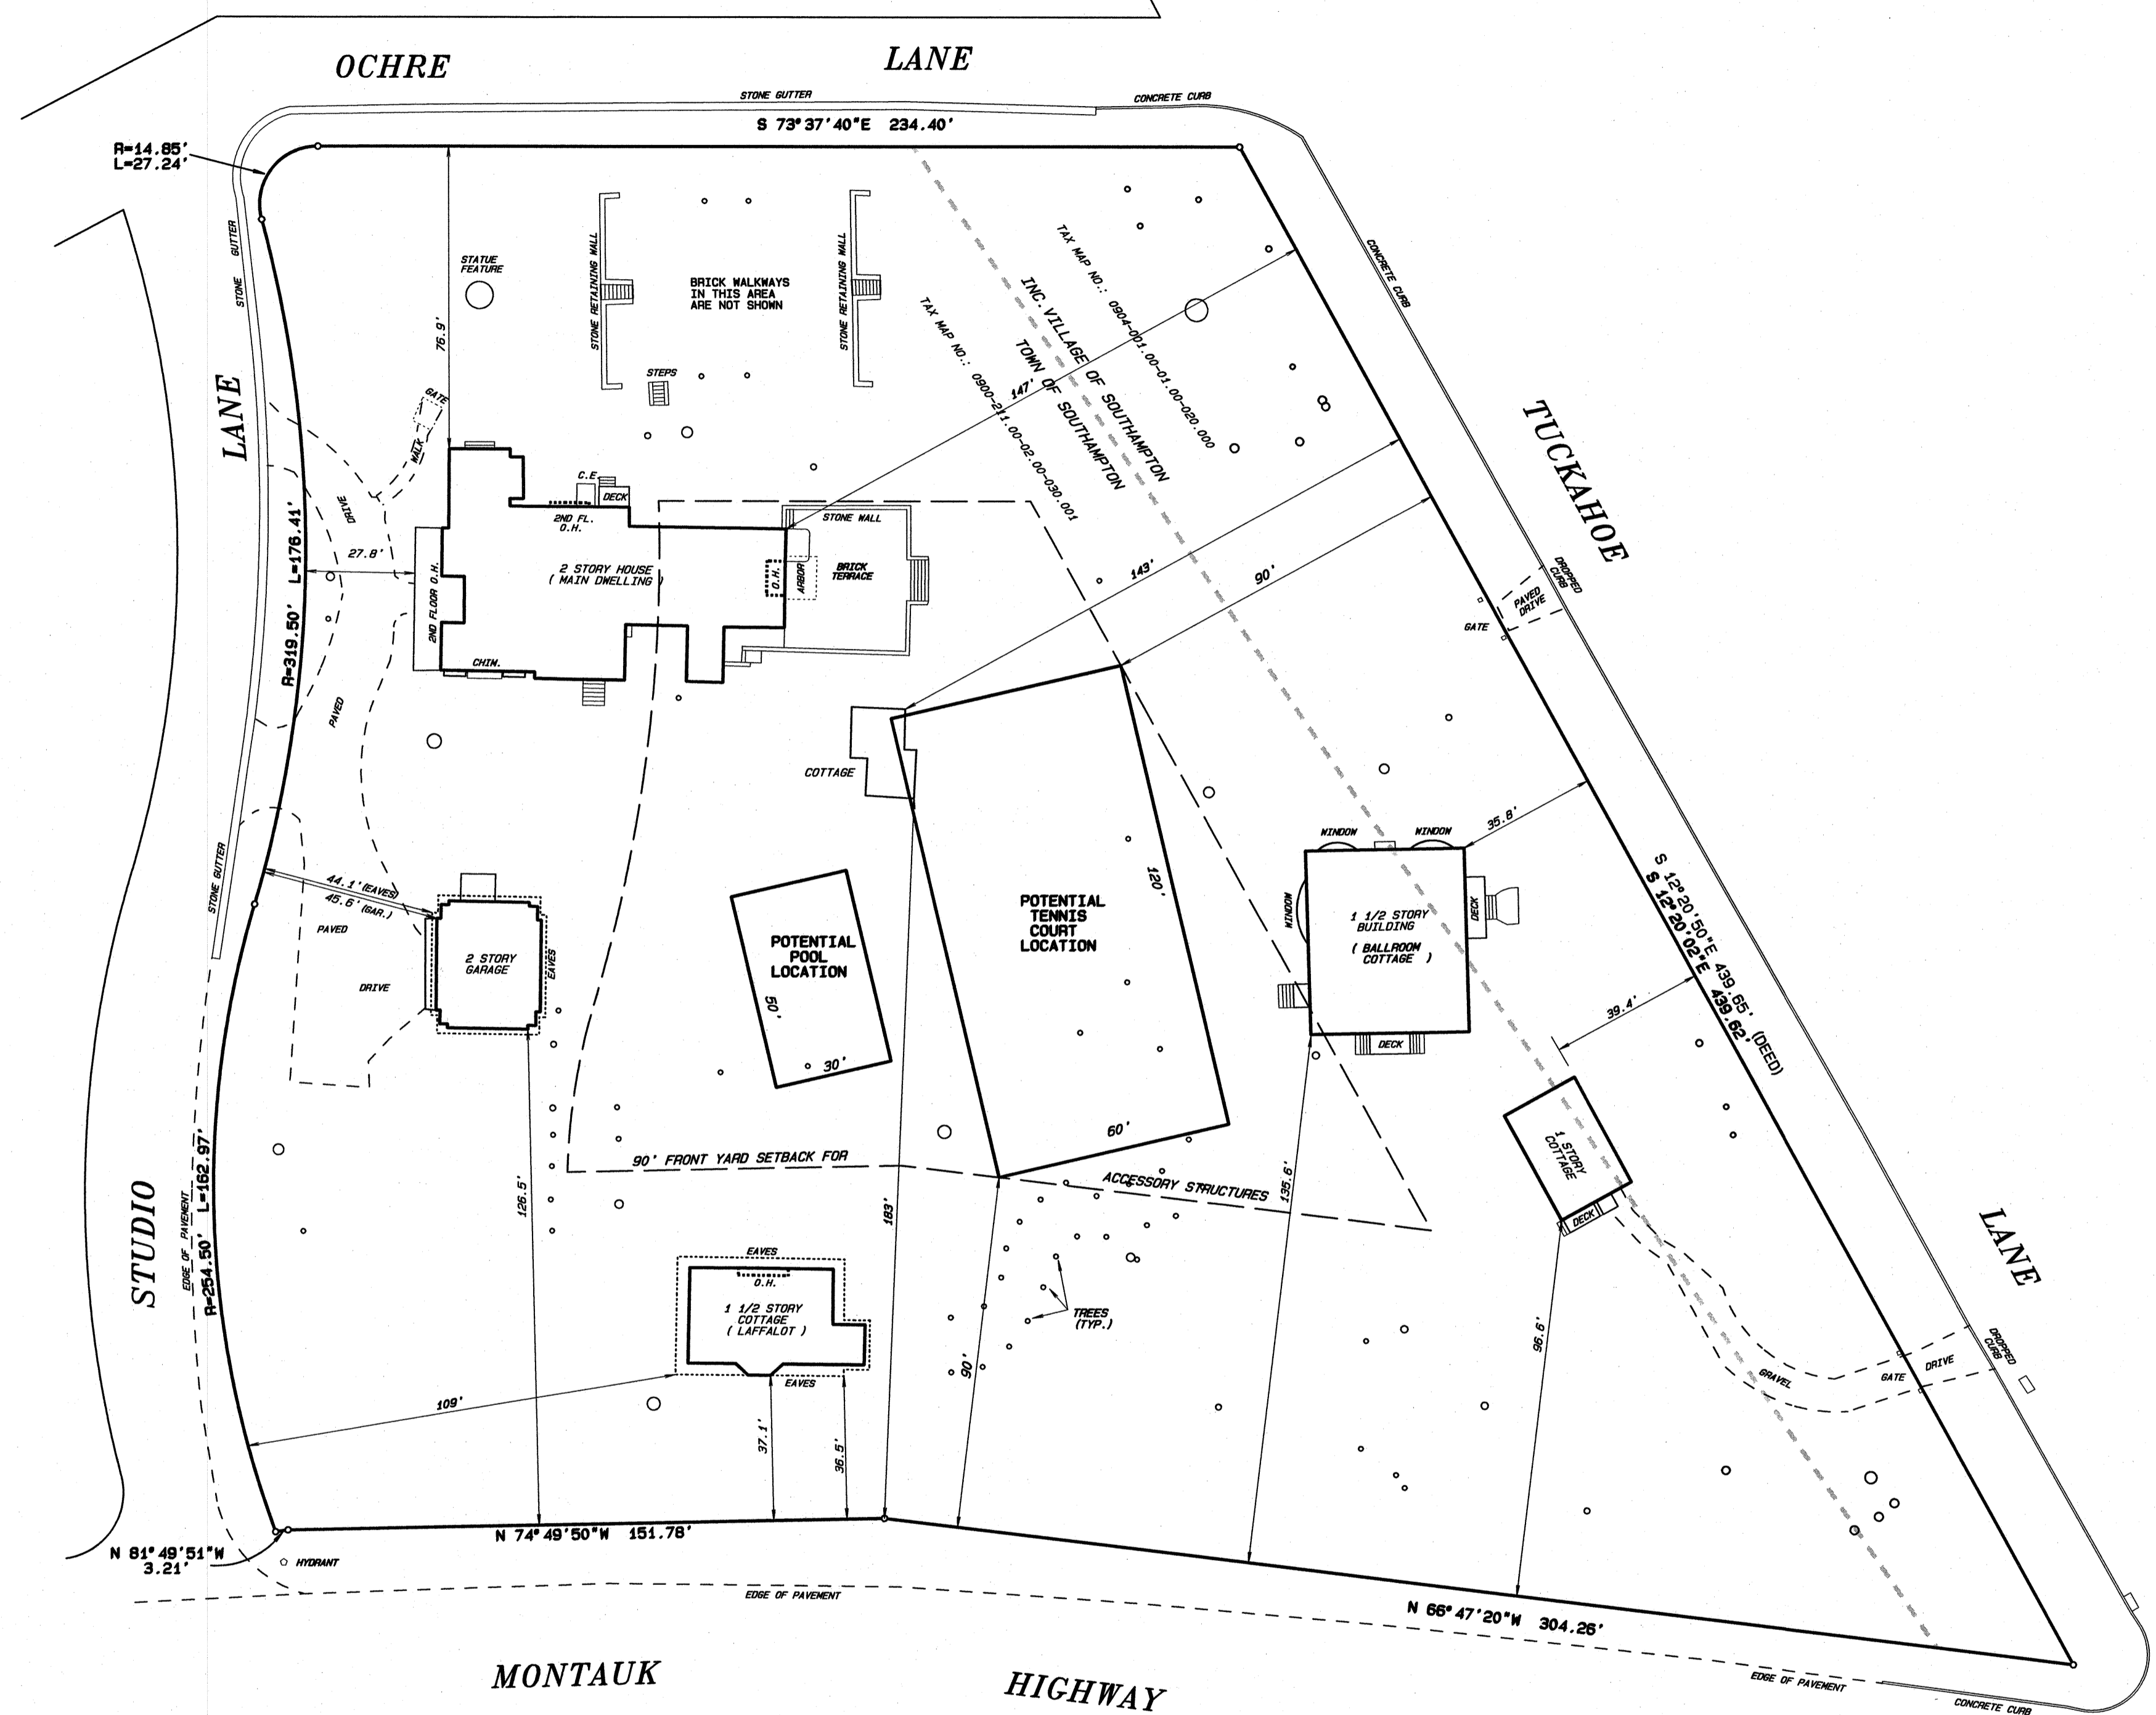 OCHRE LANE
STONE GUTTER
CONCRETE CURB
S 73°37'40"E 234.40'
R=14.85'
L=27.24'
STONE GUTTER
76.9'
STATUE
FEATURE
STONE RETAINING WALL
BRICK WALKWAYS
IN THIS AREA
ARE NOT SHOWN
STONE RETAINING WALL
STEPS
TAX MAP NO.: 0904-001.00-01.00-020.000
INC. VILLAGE OF SOUTHAMPTON
TOWN OF SOUTHAMPTON
TAX MAP NO.: 0900-211.00-02.00-030.001
147'
CONCRETE CURB
TUCKAHOE
LANE
GATE
WALK
DRIVE
C.E.
DECK
2ND FL.
O.H.
STONE WALL
27.8'
2ND FLOOR O.H.
2 STORY HOUSE
( MAIN DWELLING )
O.H.
ARBOR
BRICK
TERRACE
143'
90'
DROPPED
CURB
PAVED
DRIVE
GATE
R=319.50' L=176.41'
CHIM.
PAVED
COTTAGE
35.8'
WINDOW
WINDOW
STONE GUTTER
44.1' (EAVES)
45.6' (GAR.)
PAVED
DRIVE
2 STORY
GARAGE
EAVES
POTENTIAL
POOL
LOCATION
50'
30'
POTENTIAL
TENNIS
COURT
LOCATION
120'
60'
WINDOW
1 1/2 STORY
BUILDING
( BALLROOM
COTTAGE )
DECK
DECK
S 12°20'50"E 439.65' (DEED)
S 12°20'02"E 439.62'
39.4'
1 STORY
COTTAGE
DECK
90' FRONT YARD SETBACK FOR
ACCESSORY STRUCTURES
126.5'
183'
135.6'
96.6'
STUDIO
EDGE OF PAVEMENT
R=254.50' L=162.97'
EAVES
O.H.
1 1/2 STORY
COTTAGE
( LAFFALOT )
EAVES
TREES
(TYP.)
90'
109'
37.1'
36.5'
LANE
DROPPED
CURB
DRIVE
GATE
GRAVEL
N 81°49'51"W
3.21'
HYDRANT
N 74°49'50"W 151.78'
EDGE OF PAVEMENT
N 66°47'20"W 304.26'
MONTAUK HIGHWAY
EDGE OF PAVEMENT
CONCRETE CURB